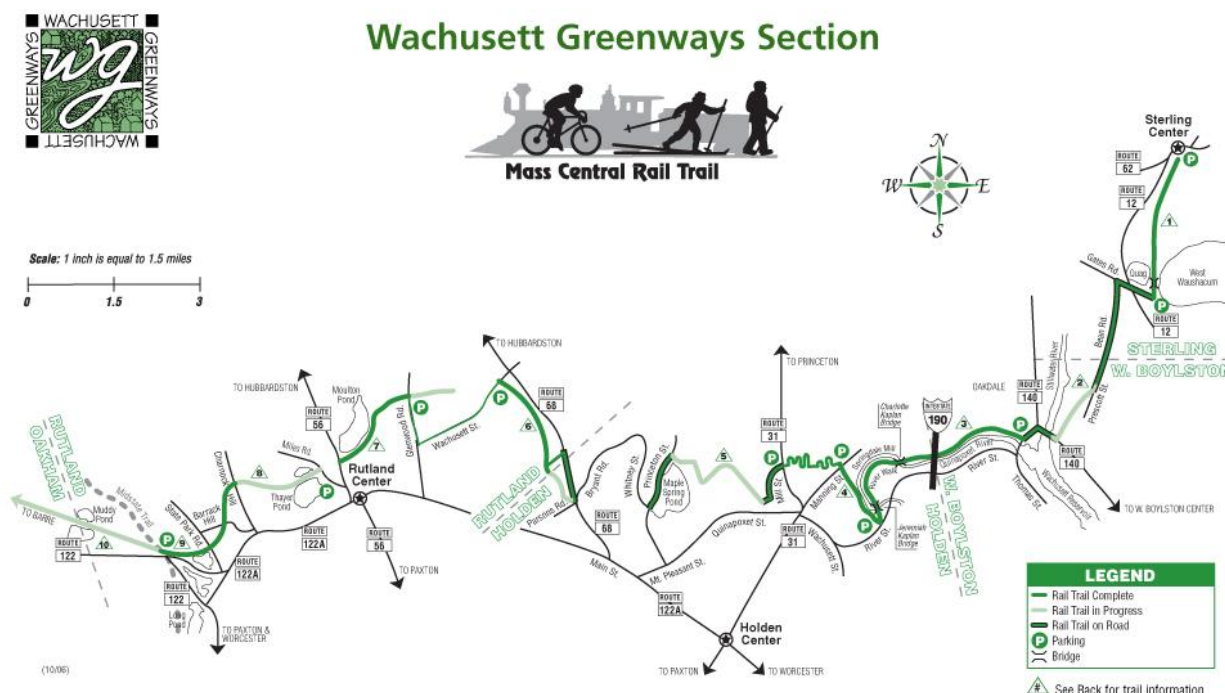 WACHUSETT
GREENWAYS
wg
GREENWAYS
WACHUSETT
Wachusett Greenways Section
Mass Central Rail Trail
N
W
E
S
Scale: 1 inch is equal to 1.5 miles
0 1.5 3
Sterling
Center
P
ROUTE
62
ROUTE
12
1
Gates Rd.
Quag
West
Waushacum
P
ROUTE
12
Bean Rd.
STERLING
W. BOYLSTON
Stillwater River
OAKDALE
ROUTE
140
2
Prescott St.
ROUTE
140
TO W. BOYLSTON CENTER
Wachusett Reservoir
Thomas St.
P
3
INTERSTATE
190
Quinapoxet River
River St.
Charlotte
Kaplan
Bridge
Springdale Mill
River Walk
W. BOYLSTON
HOLDEN
Jeremiah
Kaplan
Bridge
River St.
P
4
P
Manning St.
Wachusett St.
TO PRINCETON
ROUTE
31
P
Mill St.
ROUTE
31
5
Princeton St.
Maple
Spring
Pond
Whitney St.
Bryant Rd.
Quinapoxet St.
Mt. Pleasant St.
Main St.
ROUTE
122A
Holden
Center
TO PAXTON
TO WORCESTER
TO HUBBARDSTON
ROUTE
68
P
6
RUTLAND
HOLDEN
Parsons Rd.
ROUTE
68
Wachusett St.
Glenwood Rd.
P
7
TO HUBBARDSTON
Moulton
Pond
ROUTE
56
Miles Rd.
Rutland
Center
Thayer
Pond
P
8
Charnock Hill
Barrack
Hill
State Park Rd.
ROUTE
122A
ROUTE
122A
ROUTE
56
TO PAXTON
RUTLAND
OAKHAM
Midstate Trail
Muddy
Pond
TO BARRE
ROUTE
122
10
P
9
ROUTE
122
Long
Pond
TO PAXTON &
WORCESTER
(10/06)
LEGEND
Rail Trail Complete
Rail Trail in Progress
Rail Trail on Road
P Parking
Bridge
# See Back for trail information